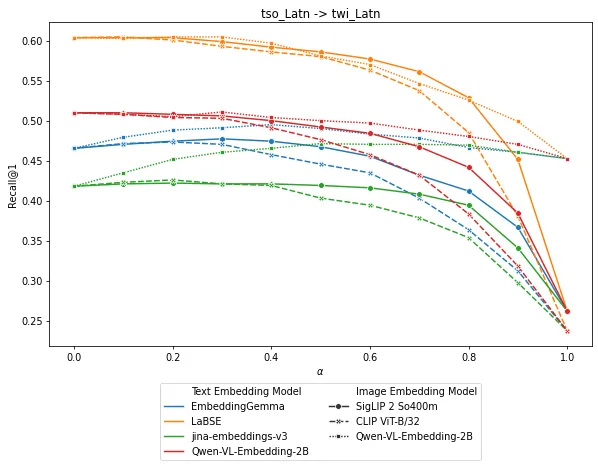 tso_Latn -> twi_Latn
Recall@1
0.60
0.55
0.50
0.45
0.40
0.35
0.30
0.25
0.0 0.2 0.4 0.6 0.8 1.0
α
Text Embedding Model
EmbeddingGemma
LaBSE
jina-embeddings-v3
Qwen-VL-Embedding-2B
Image Embedding Model
SigLIP 2 So400m
CLIP ViT-B/32
Qwen-VL-Embedding-2B